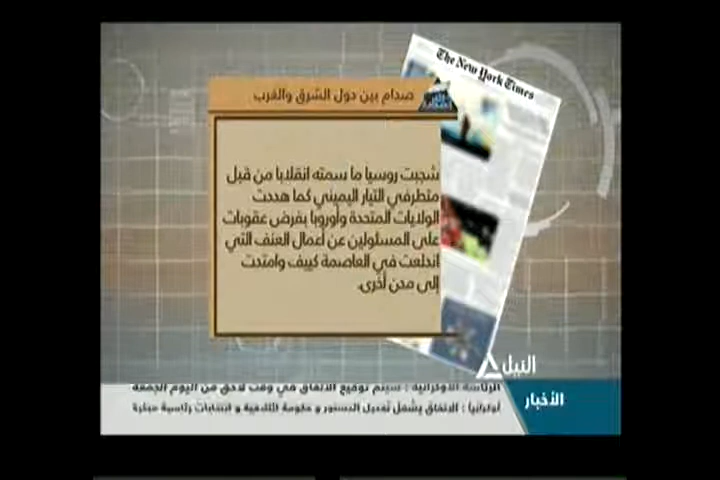 The New York Times
صدام بين دول الشرق والغرب
شجبت روسيا ما سمته انقلابا من قبل
متطرفي التيار اليميني كما هددت
الولايات المتحدة وأوروبا بفرض عقوبات
على المسئولين عن أعمال العنف التي
اندلعت في العاصمة كييف وامتدت
إلى مدن أخرى.
النيل
الأخبار
الرئاسة الأوكرانية : سيتم توقيع الاتفاق في وقت لاحق من اليوم الجمعة
أوكرانيا : الاتفاق يشمل تعديل الدستور و حكومة ائتلافية و انتخابات رئاسية مبكرة